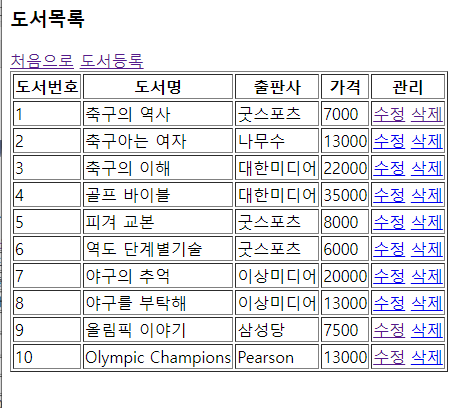 도서목록
처음으로 도서등록
도서번호 도서명 출판사 가격 관리
1 축구의 역사 굿스포츠 7000 수정 삭제
2 축구아는 여자 나무수 13000 수정 삭제
3 축구의 이해 대한미디어 22000 수정 삭제
4 골프 바이블 대한미디어 35000 수정 삭제
5 피겨 교본 굿스포츠 8000 수정 삭제
6 역도 단계별기술 굿스포츠 6000 수정 삭제
7 야구의 추억 이상미디어 20000 수정 삭제
8 야구를 부탁해 이상미디어 13000 수정 삭제
9 올림픽 이야기 삼성당 7500 수정 삭제
10 Olympic Champions Pearson 13000 수정 삭제